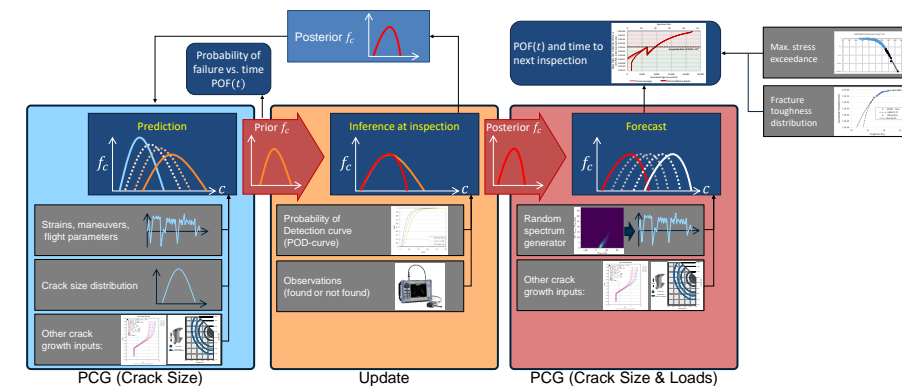 Posterior f_c
Probability of
failure vs. time
POF(t)
POF(t) and time to
next inspection
Max. stress
exceedance
Fracture
toughness
distribution
Prediction
f_c
c
Prior f_c
Inference at inspection
f_c
Posterior f_c
Forecast
f_c
c
Strains, maneuvers,
flight parameters
Crack size distribution
Other crack
growth inputs:
Probability of
Detection curve
(POD-curve)
Observations
(found or not found)
Random
spectrum
generator
Other crack
growth inputs:
PCG (Crack Size)
Update
PCG (Crack Size & Loads)